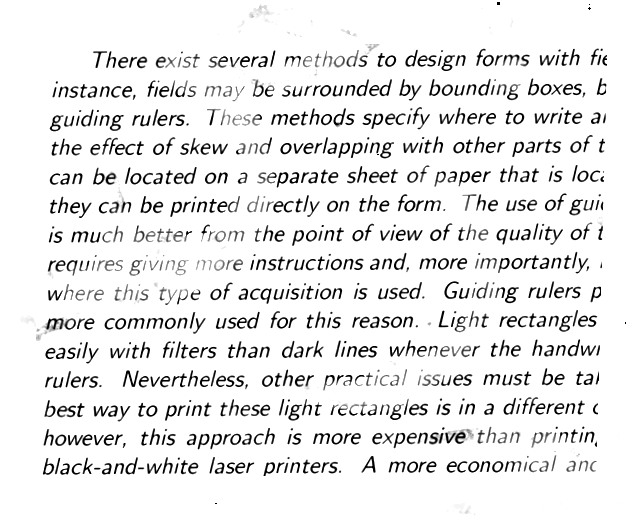 There exist several methods to design forms with
instance, fields may be surrounded by bounding boxes,
guiding rulers. These methods specify where to write
the effect of skew and overlapping with other parts of
can be located on a separate sheet of paper that is
they can be printed directly on the form. The use of
is much better from the point of view of the quality of
requires giving more instructions and, more importantly,
where this type of acquisition is used. Guiding rulers
more commonly used for this reason. Light rectangles
easily with filters than dark lines whenever the
rulers. Nevertheless, other practical issues must be
best way to print these light rectangles is in a different
however, this approach is more expensive than
black-and-white laser printers. A more economical and